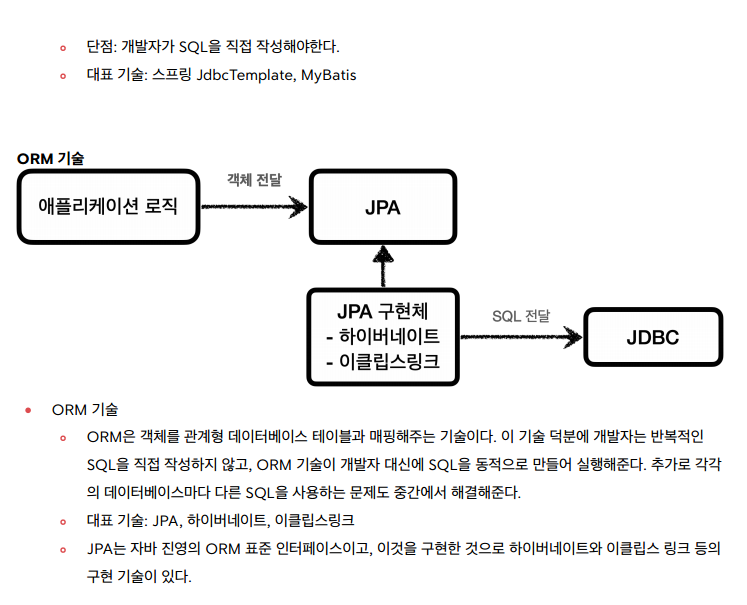 단점: 개발자가 SQL을 직접 작성해야한다.
대표 기술: 스프링 JdbcTemplate, MyBatis
ORM 기술
객체 전달
애플리케이션 로직
JPA
JPA 구현체
- 하이버네이트
- 이클립스링크
SQL 전달
JDBC
ORM 기술
ORM은 객체를 관계형 데이터베이스 테이블과 매핑해주는 기술이다. 이 기술 덕분에 개발자는 반복적인
SQL을 직접 작성하지 않고, ORM 기술이 개발자 대신에 SQL을 동적으로 만들어 실행해준다. 추가로 각각
의 데이터베이스마다 다른 SQL을 사용하는 문제도 중간에서 해결해준다.
대표 기술: JPA, 하이버네이트, 이클립스링크
JPA는 자바 진영의 ORM 표준 인터페이스이고, 이것을 구현한 것으로 하이버네이트와 이클립스 링크 등의
구현 기술이 있다.